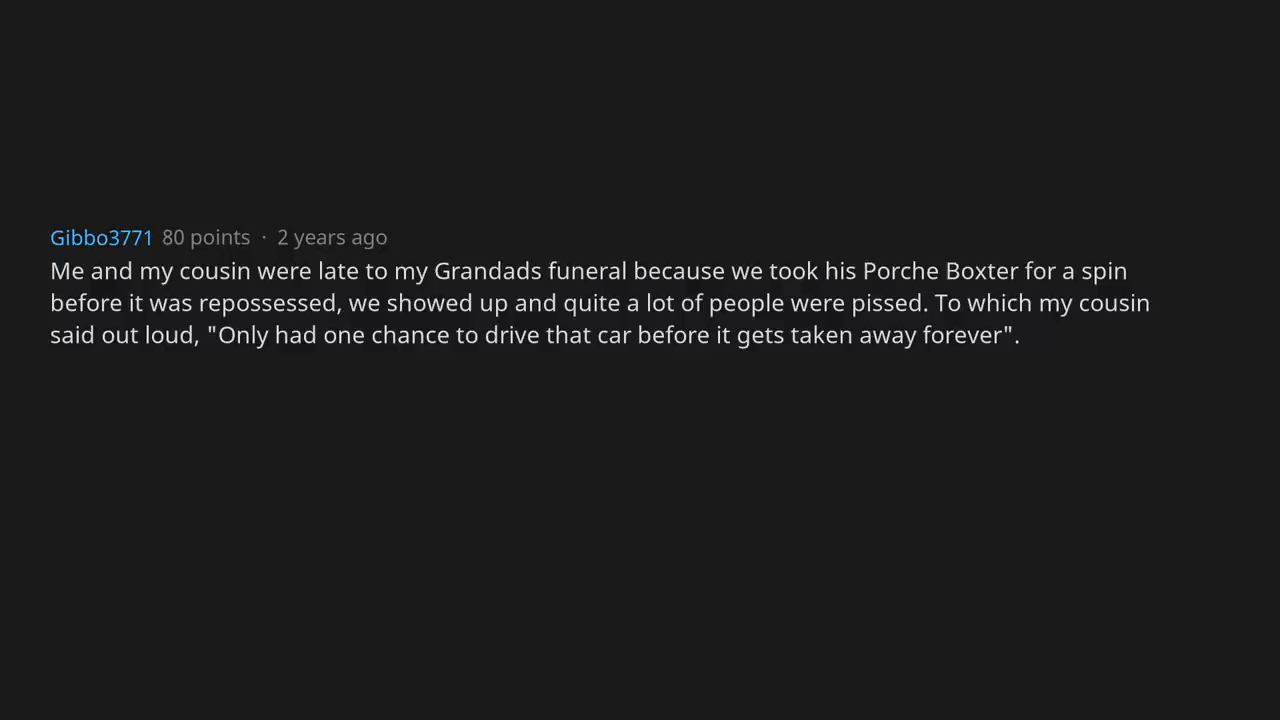 Gibbo3771 80 points · 2 years ago
Me and my cousin were late to my Grandads funeral because we took his Porche Boxter for a spin
before it was repossessed, we showed up and quite a lot of people were pissed. To which my cousin
said out loud, "Only had one chance to drive that car before it gets taken away forever".